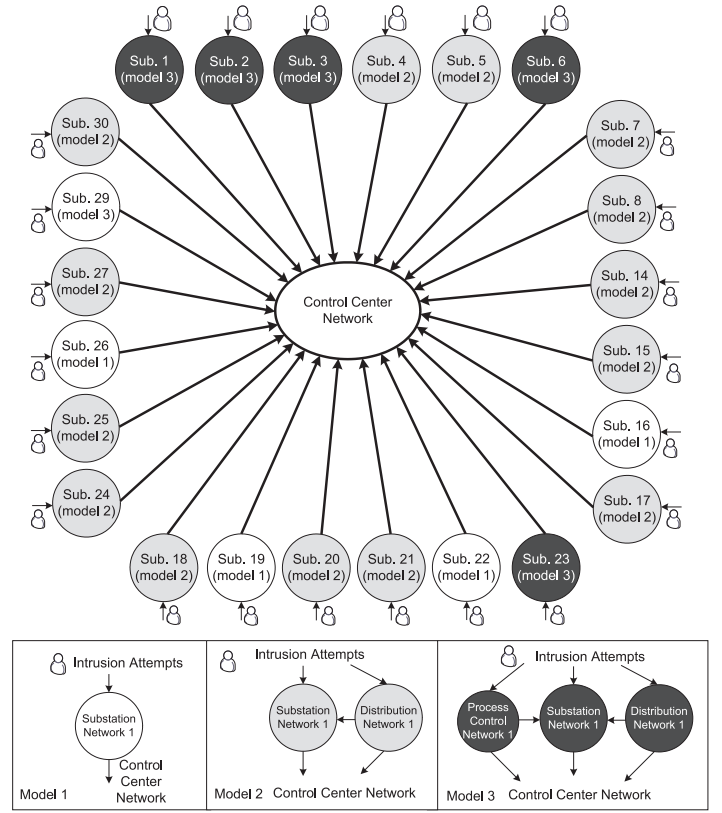 Sub. 1
(model 3)
Sub. 2
(model 3)
Sub. 3
(model 3)
Sub. 4
(model 2)
Sub. 5
(model 2)
Sub. 6
(model 3)
Sub. 30
(model 2)
Sub. 7
(model 2)
Sub. 29
(model 3)
Sub. 8
(model 2)
Sub. 27
(model 2)
Control Center
Network
Sub. 14
(model 2)
Sub. 26
(model 1)
Sub. 15
(model 2)
Sub. 25
(model 2)
Sub. 16
(model 1)
Sub. 24
(model 2)
Sub. 17
(model 2)
Sub. 18
(model 2)
Sub. 19
(model 1)
Sub. 20
(model 2)
Sub. 21
(model 2)
Sub. 22
(model 1)
Sub. 23
(model 3)
Intrusion Attempts
Substation
Network 1
Control
Center
Network
Model 1
Intrusion Attempts
Substation
Network 1
Distribution
Network 1
Model 2
Control Center Network
Intrusion Attempts
Process
Control
Network 1
Substation
Network 1
Distribution
Network 1
Model 3
Control Center Network